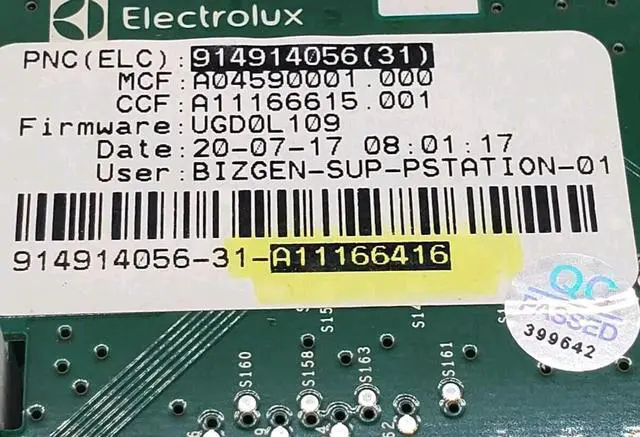 Electrolux
PNC(ELC):914914056(31)
MCF:A04590001.000
CCF:A11166615.001
Firmware:UGD0L109
Date:20-07-17 08:01:17
User:BIZGEN-SUP-PSTATION-01
914914056-31-A11166416
QC
PASSED
399642
S160
S158
S163
S161